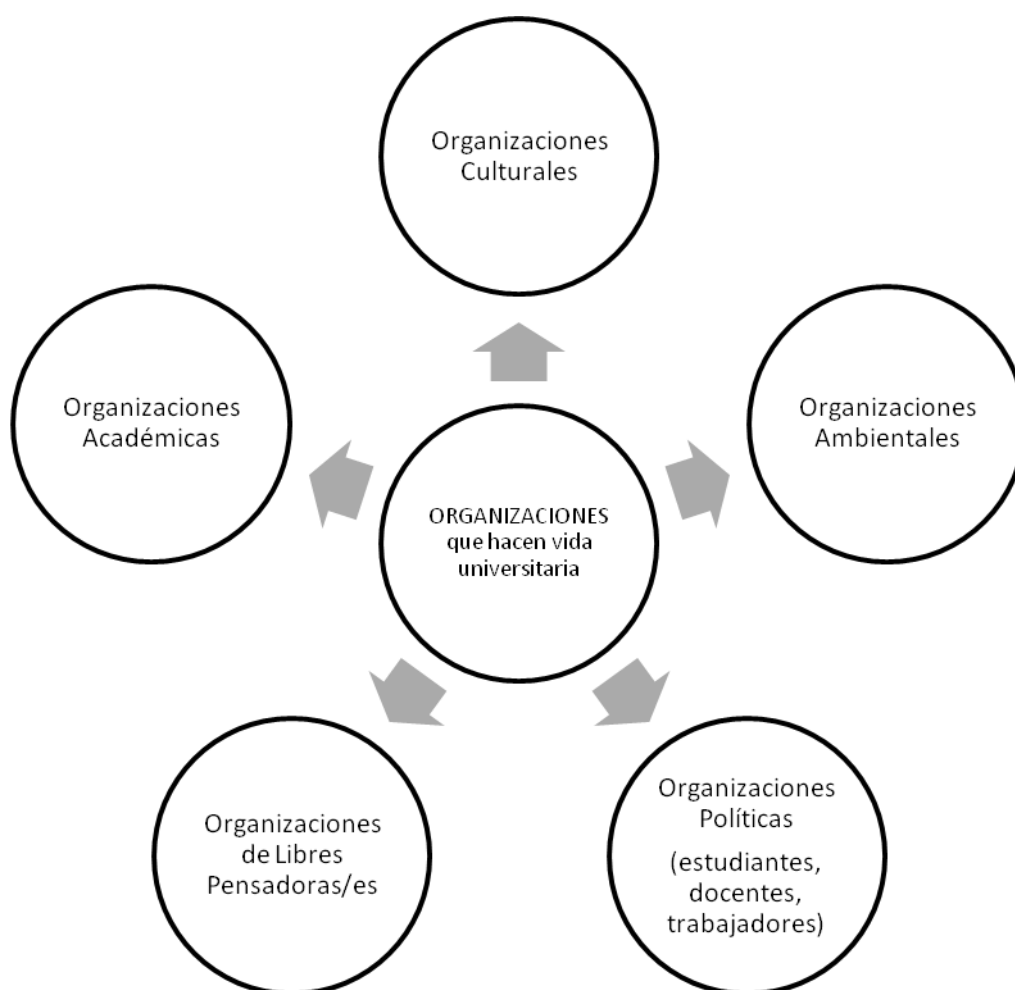 Organizaciones
Culturales
Organizaciones
Académicas
Organizaciones
Ambientales
ORGANIZACIONES
que hacen vida
universitaria
Organizaciones
de Libres
Pensadoras/es
Organizaciones
Políticas
(estudiantes,
docentes,
trabajadores)